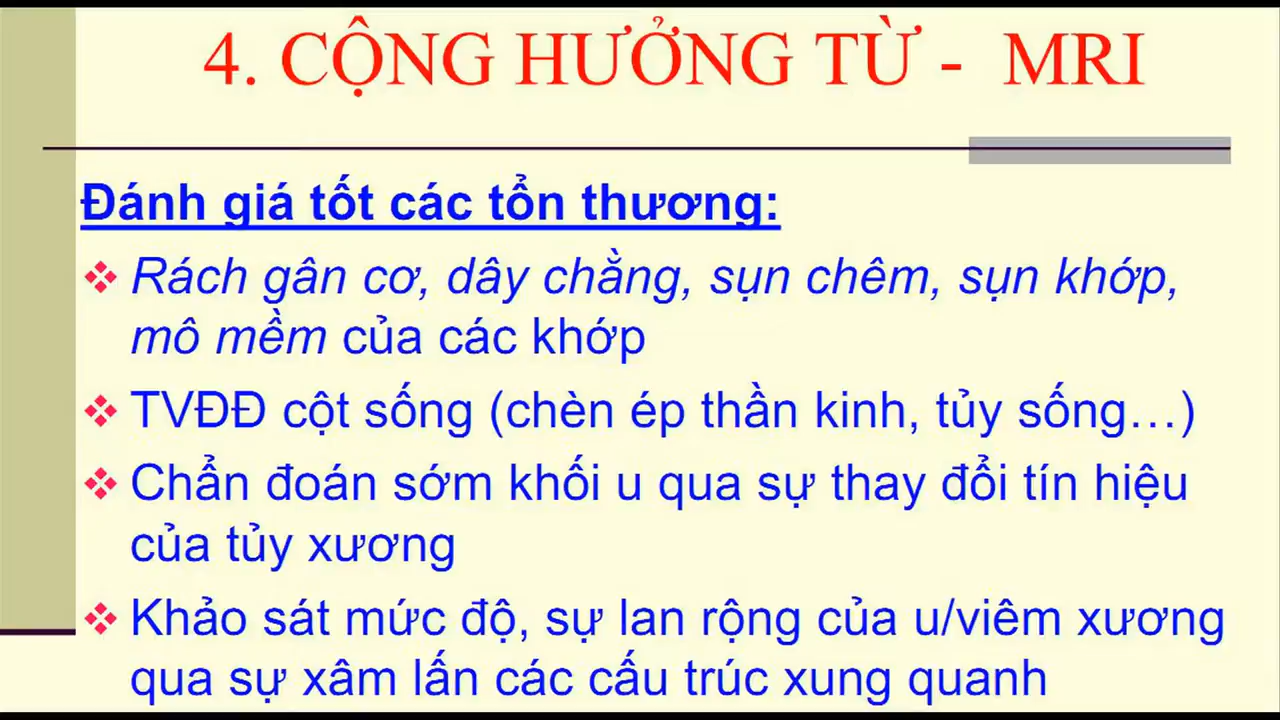 4. CỘNG HƯỞNG TỪ - MRI
Đánh giá tốt các tổn thương:
Rách gân cơ, dây chằng, sụn chêm, sụn khớp,
mô mềm của các khớp
TVĐĐ cột sống (chèn ép thần kinh, tủy sống…)
Chẩn đoán sớm khối u qua sự thay đổi tín hiệu
của tủy xương
Khảo sát mức độ, sự lan rộng của u/viêm xương
qua sự xâm lấn các cấu trúc xung quanh